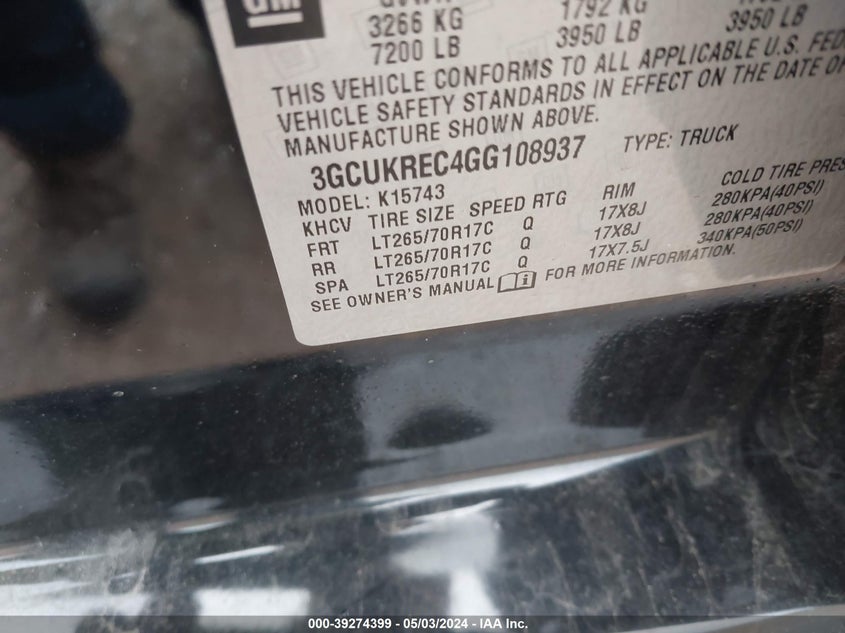 GM
3266 KG 1792 KG
7200 LB 3950 LB 3950 LB
THIS VEHICLE CONFORMS TO ALL APPLICABLE U.S. FED
VEHICLE SAFETY STANDARDS IN EFFECT ON THE DATE OF
MANUFACTURE SHOWN ABOVE.
3GCUKREC4GG108937 TYPE: TRUCK
MODEL: K15743
KHCV TIRE SIZE SPEED RTG RIM COLD TIRE PRES
FRT LT265/70R17C Q 17X8J 280KPA(40PSI)
RR LT265/70R17C Q 17X8J 280KPA(40PSI)
SPA LT265/70R17C Q 17X7.5J 340KPA(50PSI)
SEE OWNER'S MANUAL FOR MORE INFORMATION.
000-39274399 - 05/03/2024 - IAA Inc.